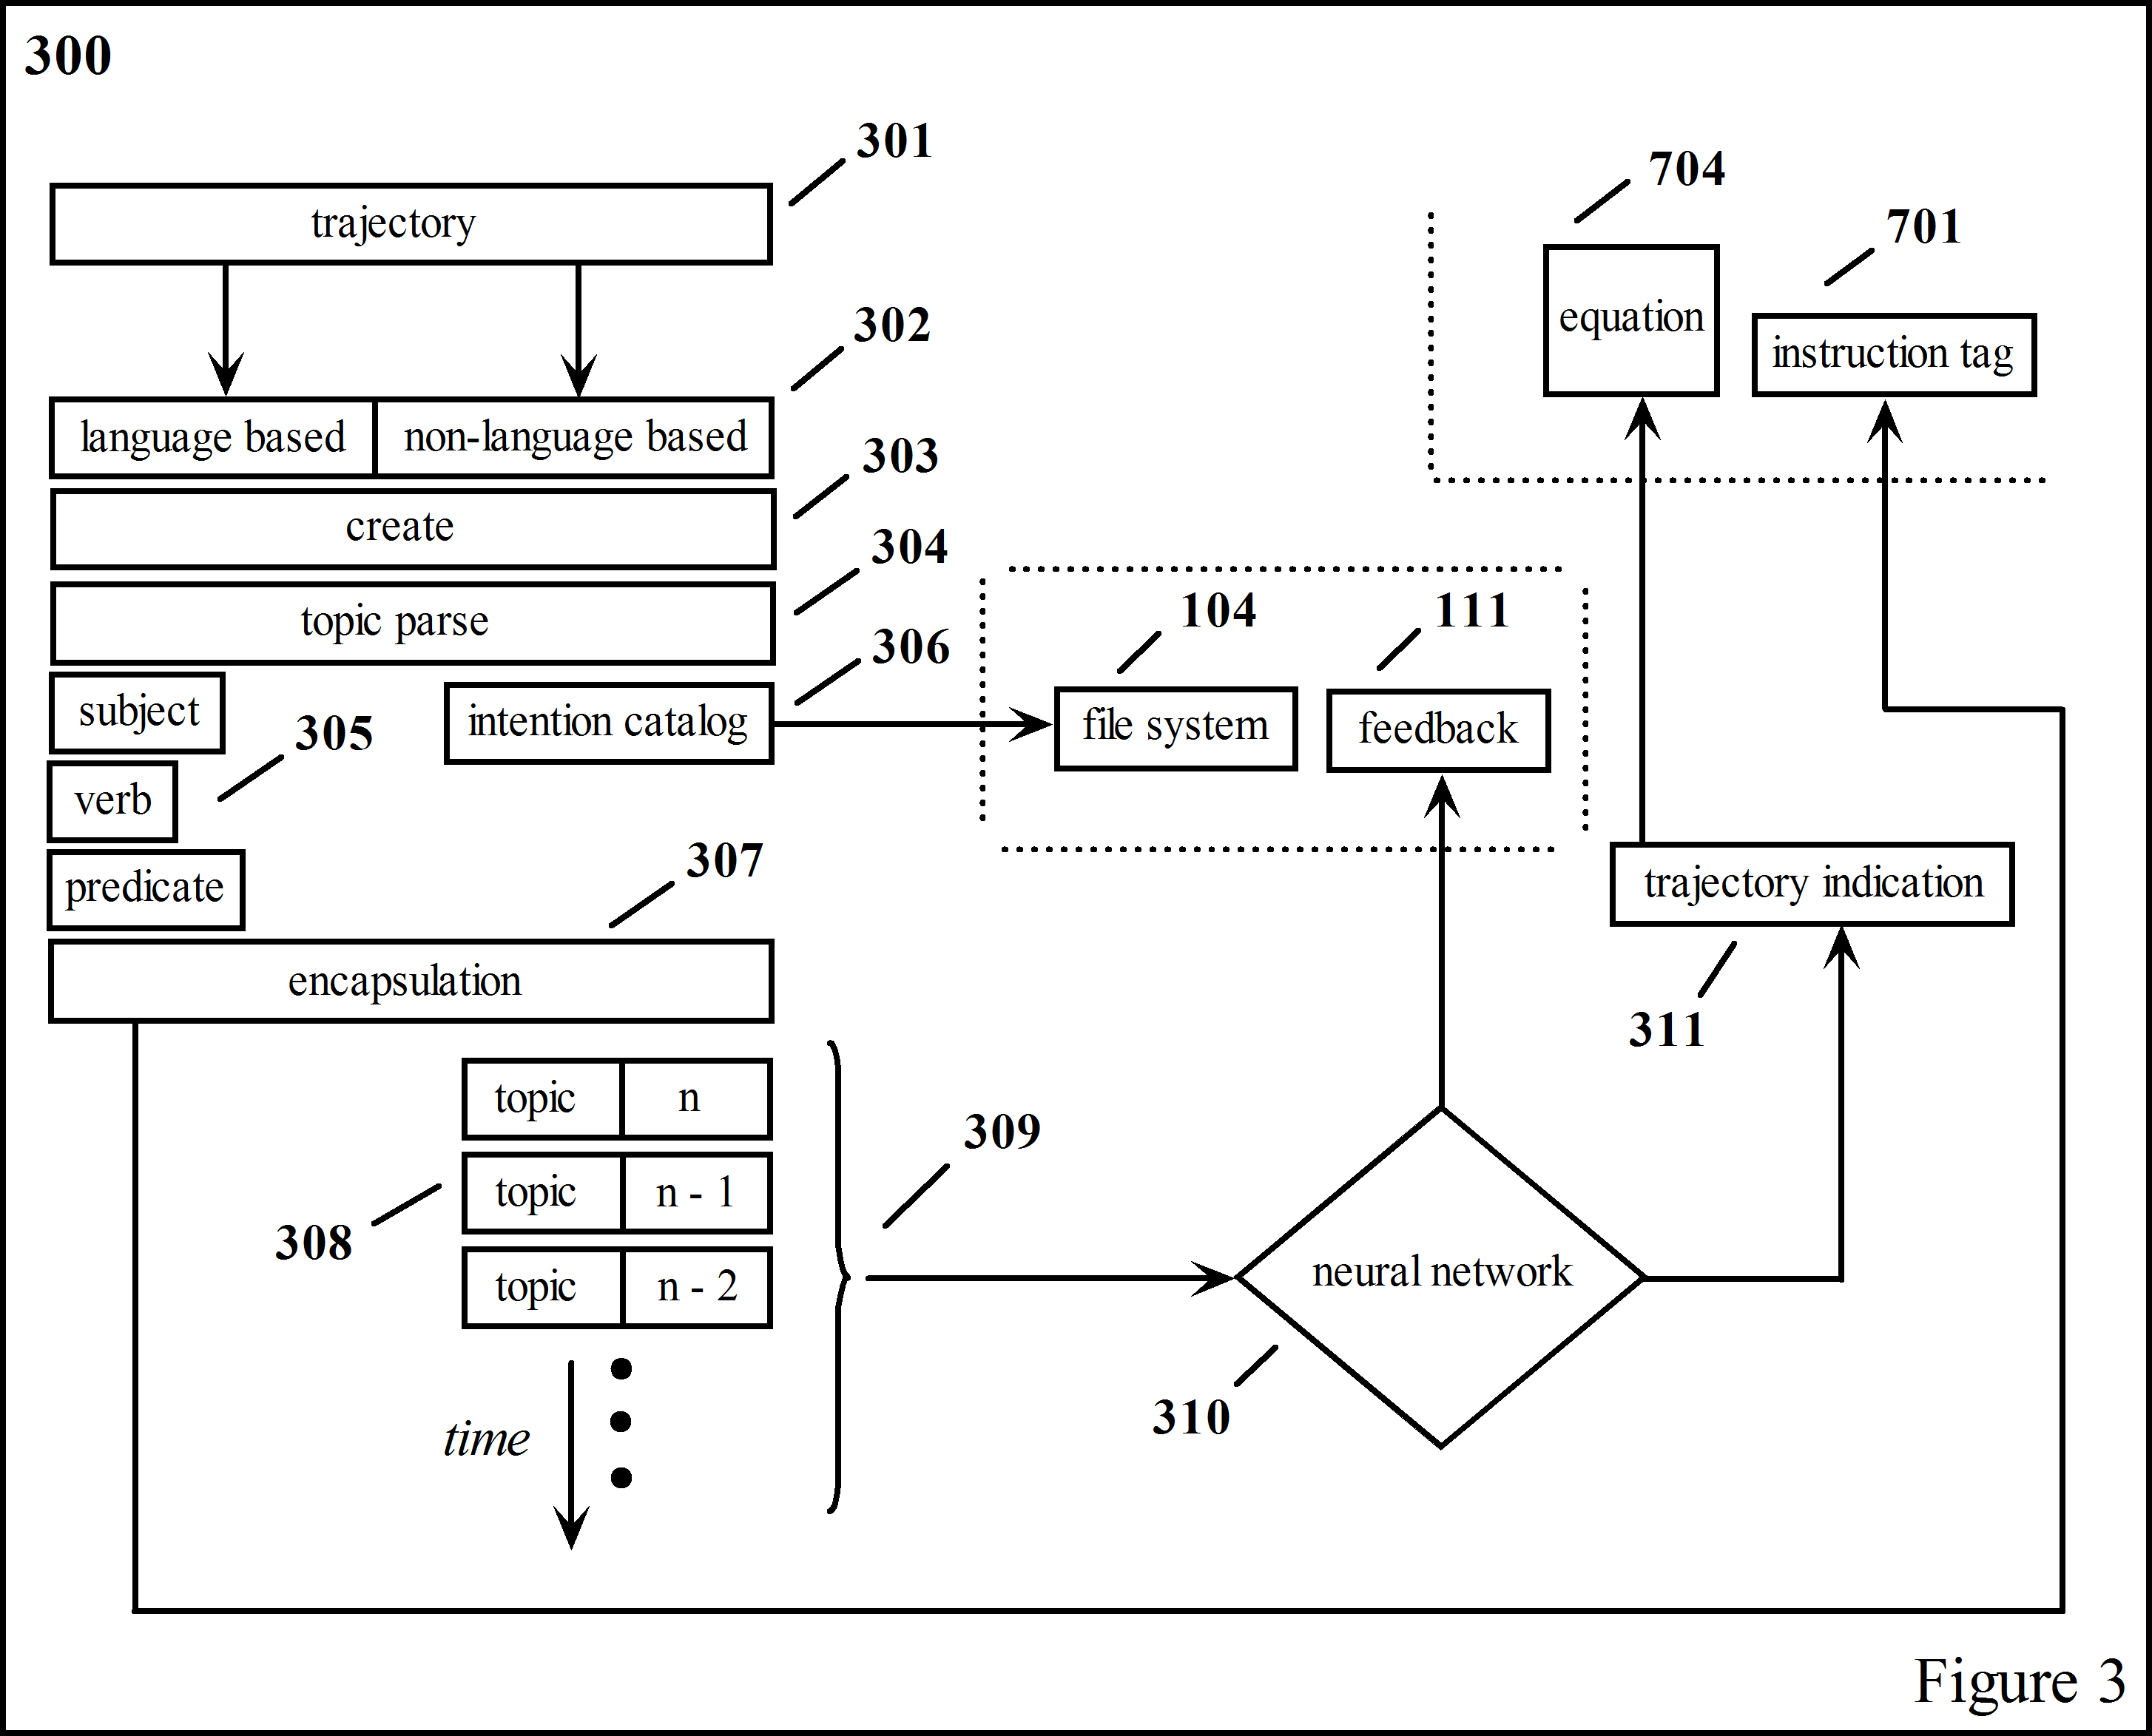 300
301
trajectory
704
701
equation
instruction tag
302
language based non-language based
303
create
304
topic parse
306
subject
intention catalog
104
111
file system
feedback
305
verb
predicate
307
trajectory indication
encapsulation
311
topic n
309
topic n - 1
308
topic n - 2
neural network
310
time
Figure 3